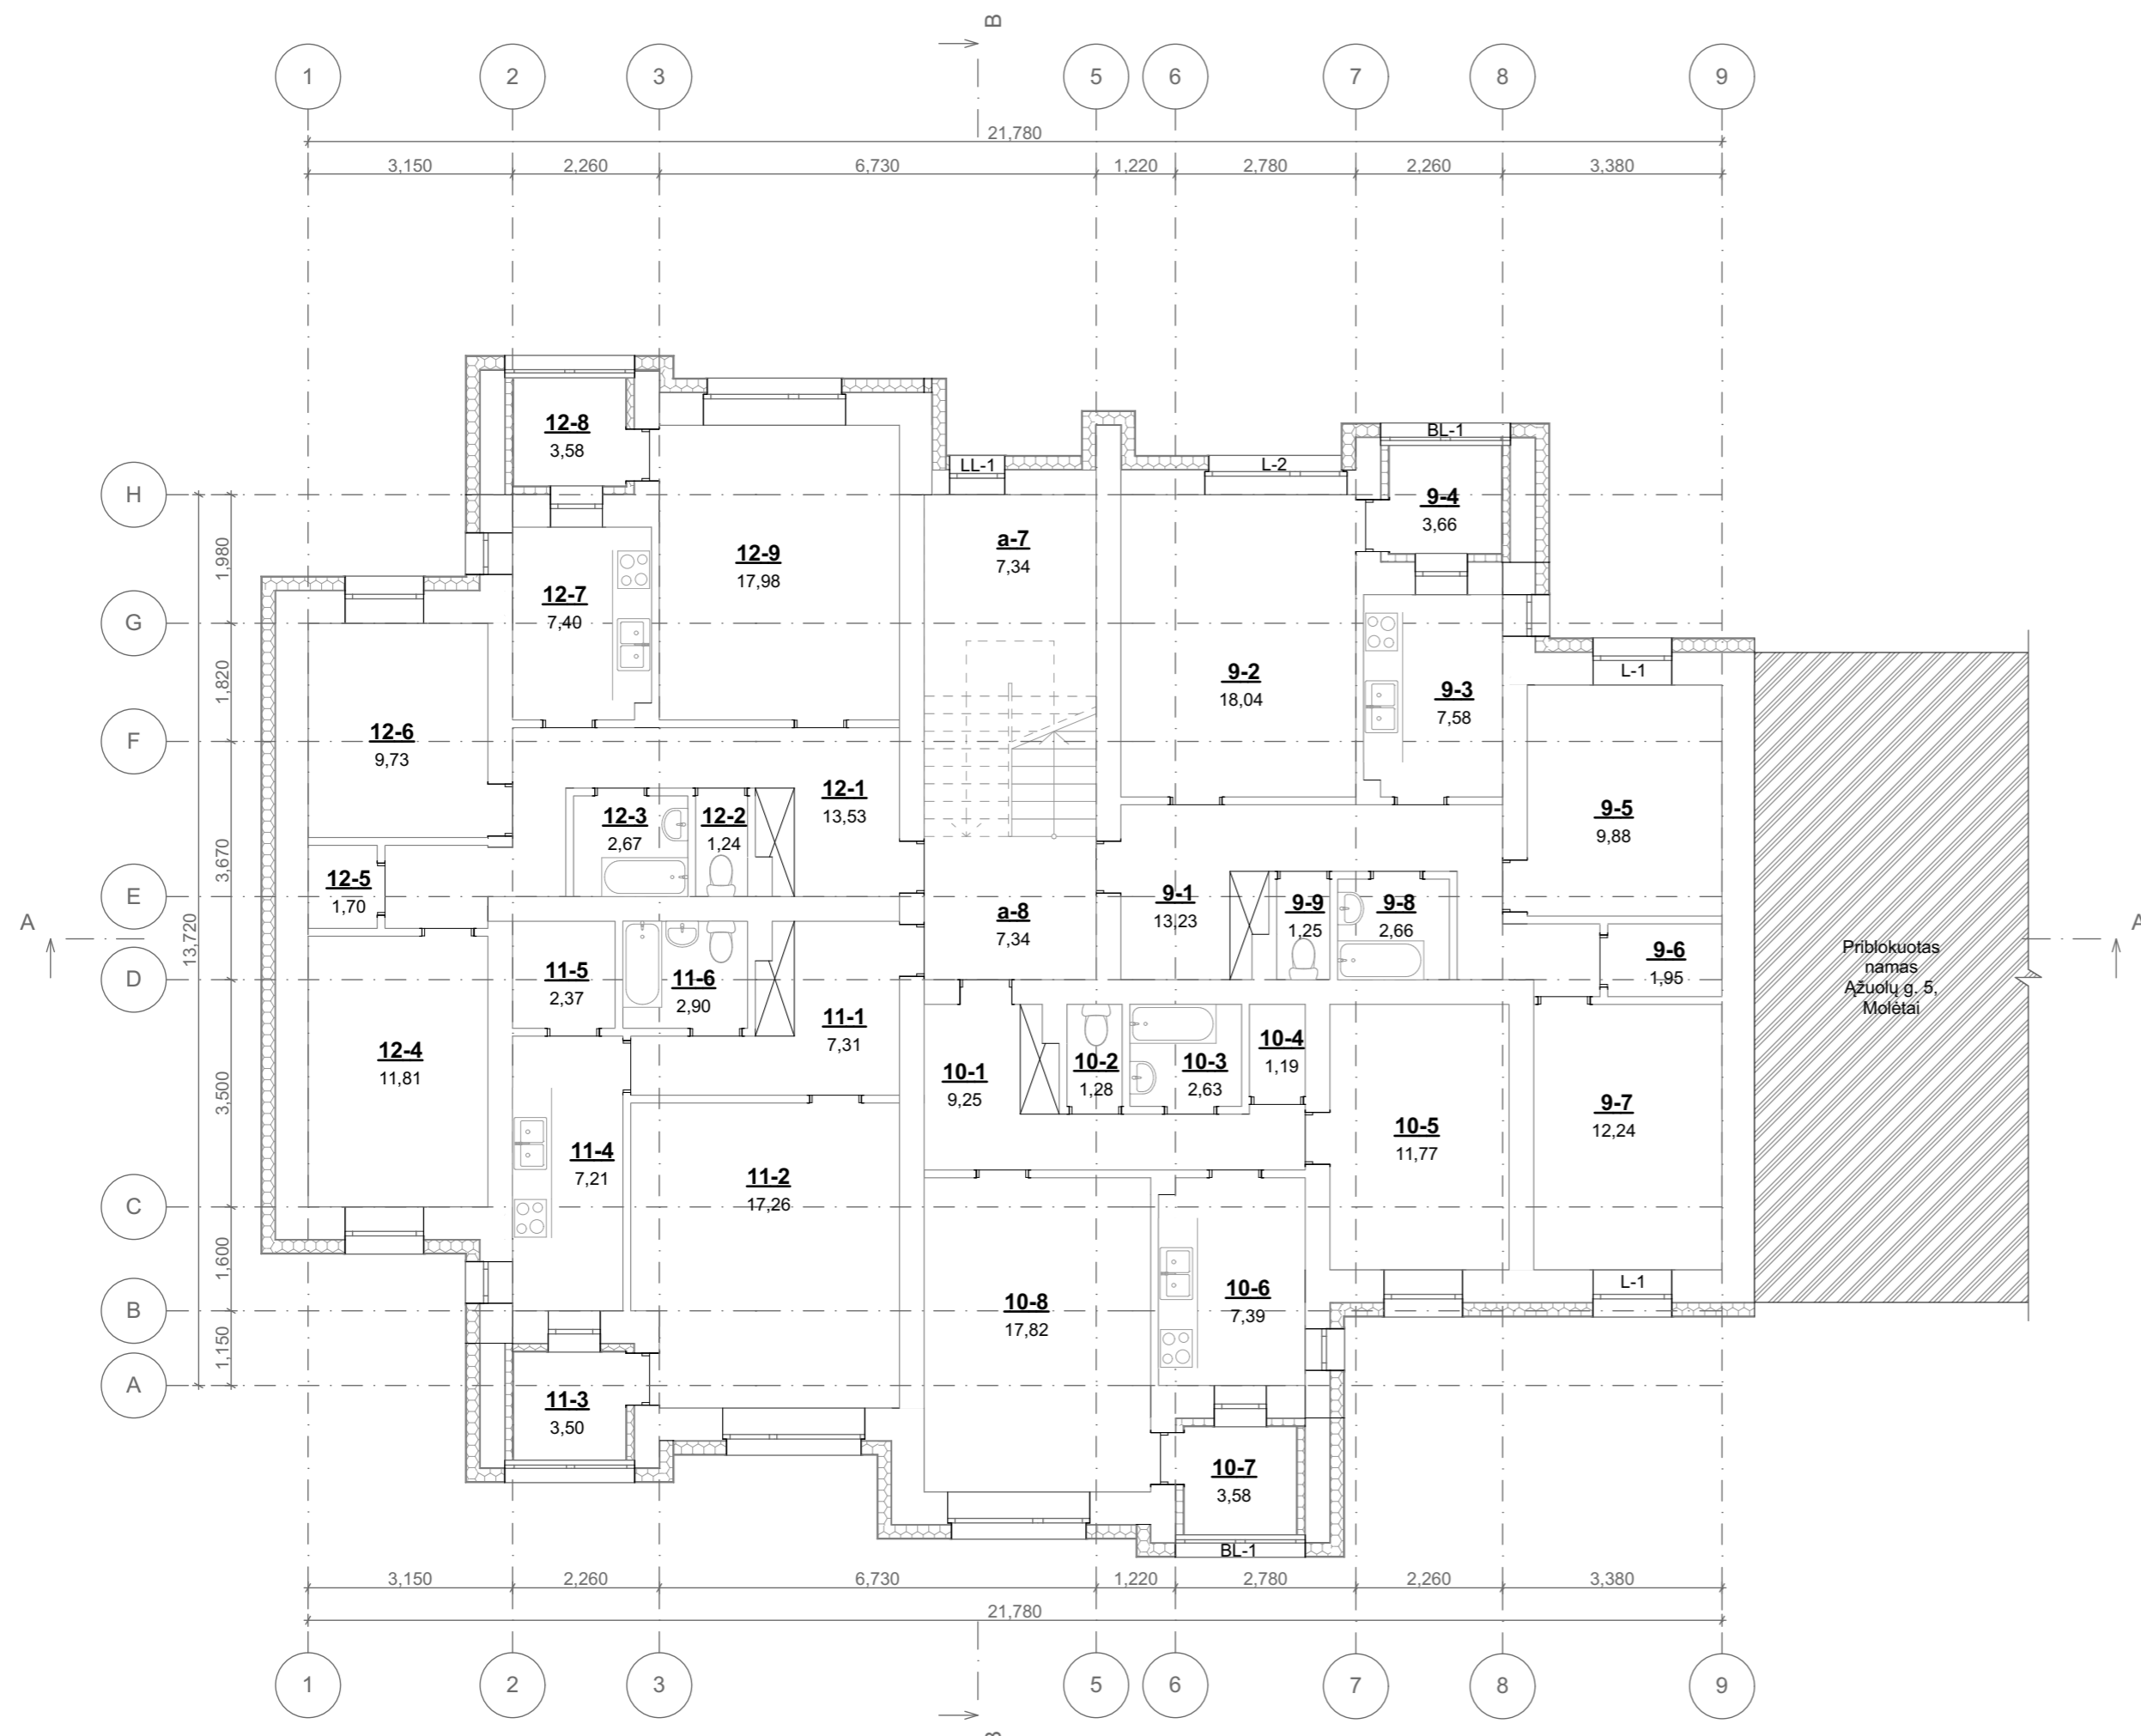 B
1 2 3 5 6 7 8 9
21,780
3,150 2,260 6,730 1,220 2,780 2,260 3,380
12-8
3,58
BL-1
LL-1
L-2
H
9-4
3,66
1,980
12-9
17,98
a-7
7,34
12-7
7,40
G
1,820
L-1
9-2
18,04
9-3
7,58
F
12-6
9,73
12-1
13,53
12-3
2,67
12-2
1,24
9-5
9,88
3,670
E
12-5
1,70
9-1
13,23
9-9
1,25
9-8
2,66
a-8
7,34
A
A
13,720
Priblokuotas
namas
Ąžuolų g. 5,
Molėtai
9-6
1,95
D
11-5
2,37
11-6
2,90
11-1
7,31
10-4
1,19
12-4
11,81
10-1
9,25
10-2
1,28
10-3
2,63
3,500
9-7
12,24
10-5
11,77
11-4
7,21
11-2
17,26
C
1,600
L-1
10-6
7,39
10-8
17,82
B
1,150
A
11-3
3,50
10-7
3,58
BL-1
3,150 2,260 6,730 1,220 2,780 2,260 3,380
21,780
1 2 3 5 6 7 8 9
B